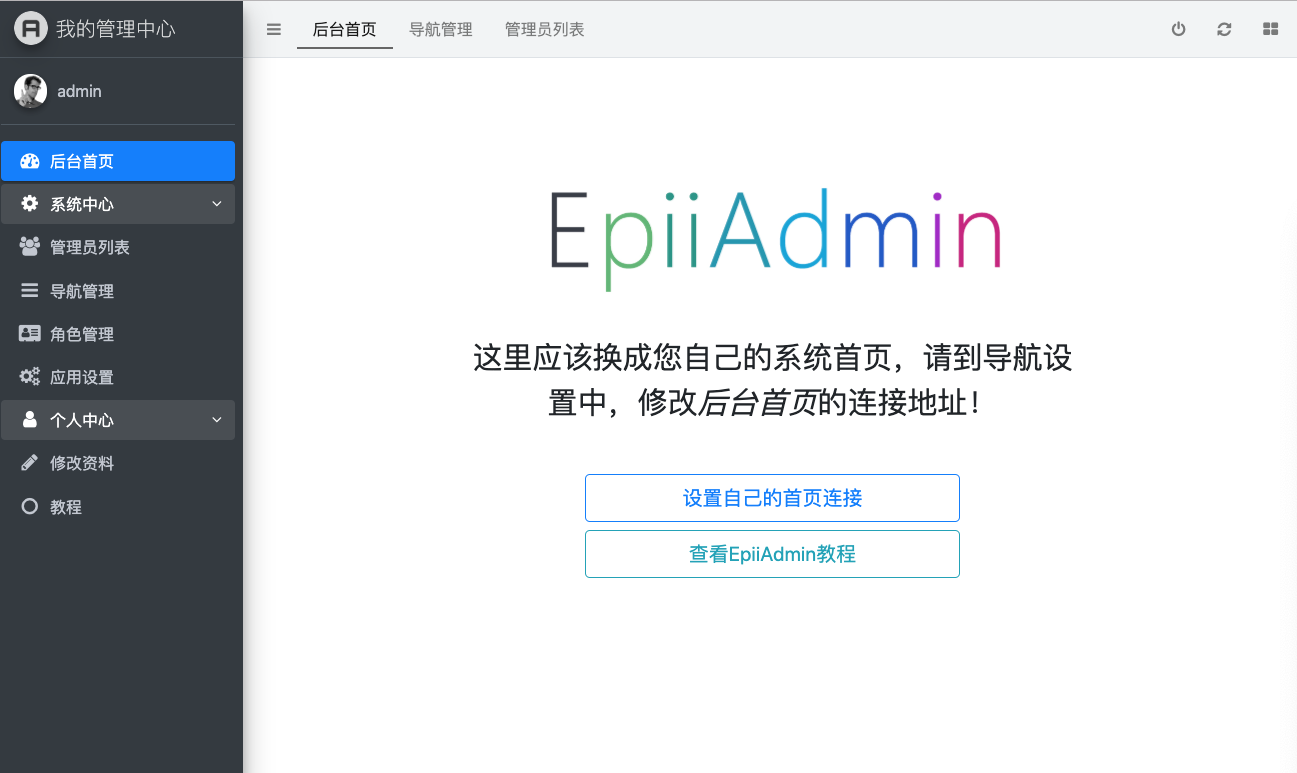 我的管理中心
后台首页
导航管理
管理员列表
admin
后台首页
系统中心
管理员列表
导航管理
角色管理
应用设置
个人中心
修改资料
教程
EpiiAdmin
这里应该换成您自己的系统首页，请到导航设
置中，修改后台首页的连接地址！
设置自己的首页连接
查看EpiiAdmin教程